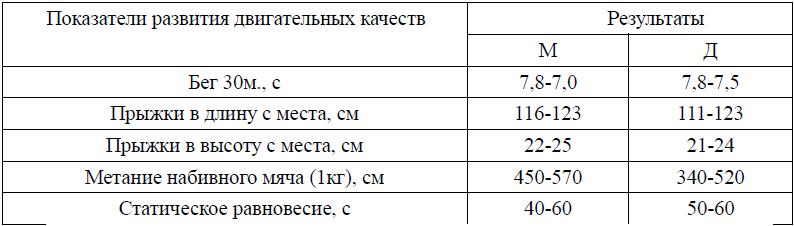 Показатели развития двигательных качеств Результаты
М Д
Бег 30м., с 7,8-7,0 7,8-7,5
Прыжки в длину с места, см 116-123 111-123
Прыжки в высоту с места, см 22-25 21-24
Метание набивного мяча (1кг), см 450-570 340-520
Статическое равновесие, с 40-60 50-60